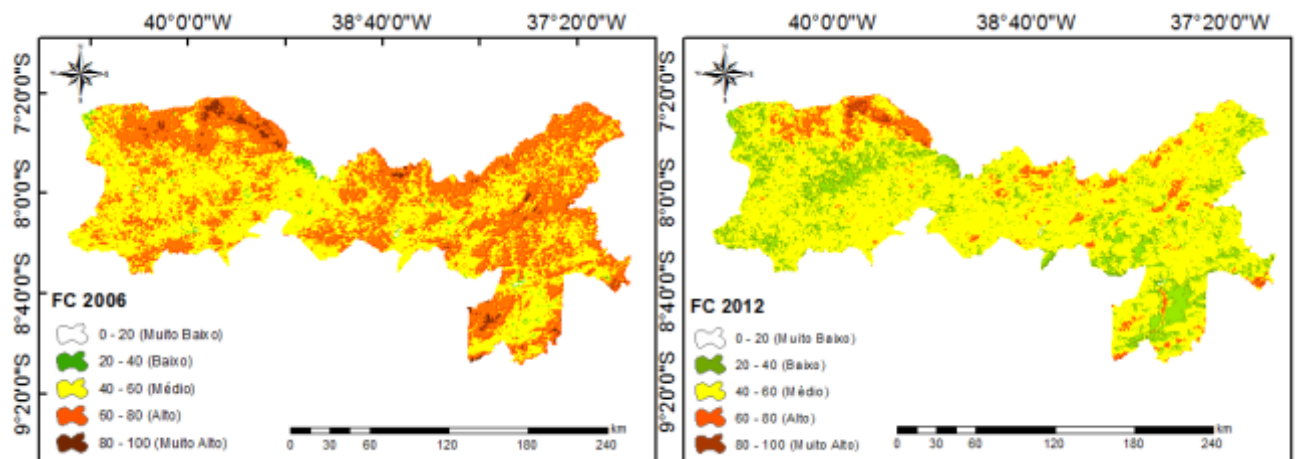 40°0'0"W 38°40'0"W 37°20'0"W
7°20'0"S
8°0'0"S
8°40'0"S
9°20'0"S
FC 2006
0 - 20 (Muito Baixo)
20 - 40 (Baixo)
40 - 60 (Médio)
60 - 80 (Alto)
80 - 100 (Muito Alto)
km
0 30 60 120 180 240
40°0'0"W 38°40'0"W 37°20'0"W
7°20'0"S
8°0'0"S
8°40'0"S
9°20'0"S
FC 2012
0 - 20 (Muito Baixo)
20 - 40 (Baixo)
40 - 60 (Médio)
60 - 80 (Alto)
80 - 100 (Muito Alto)
km
0 30 60 120 180 240